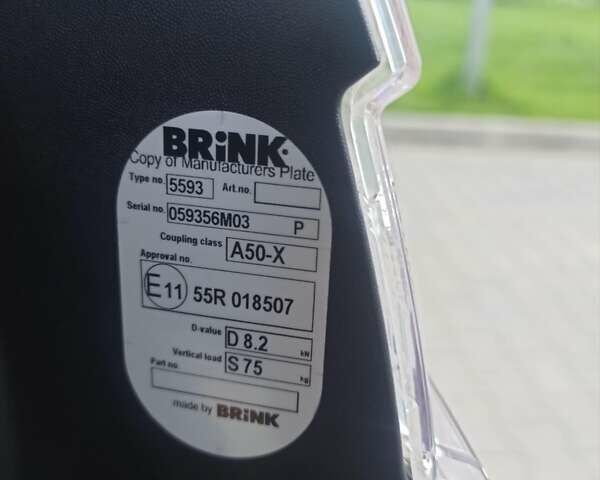 BRiNK
Copy of Manufacturers Plate
Type no. 5593 Art.no.
Serial no. 059356M03 P
Coupling class A50-X
Approval no.
E11 55R 018507
D-value D 8.2 kN
Vertical load S 75 kg
Part no
made by BRiNK